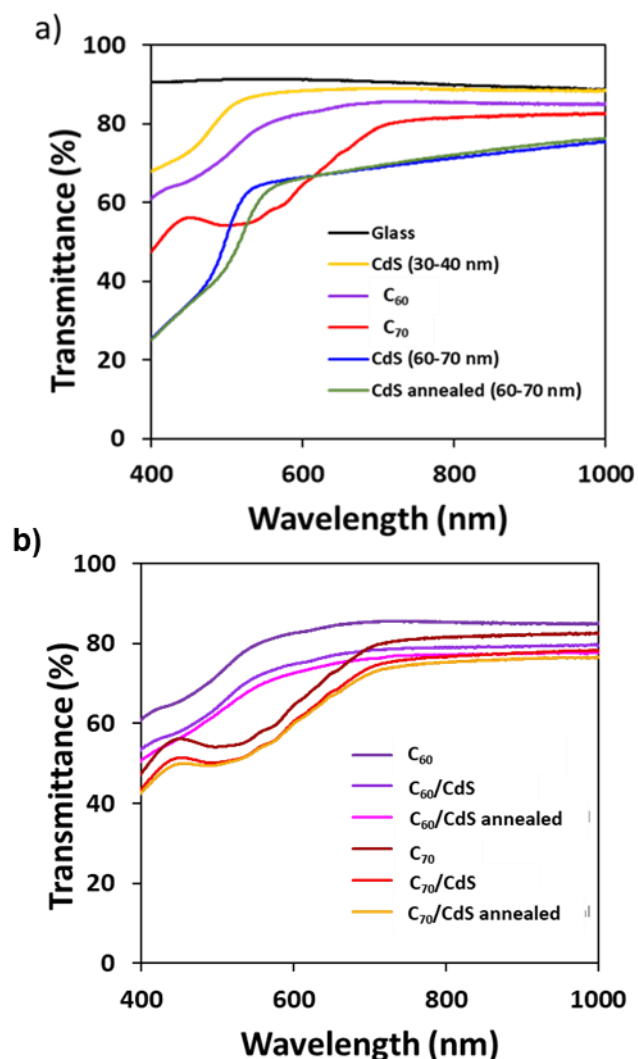 a)
100
80
60
40
20
0
Transmittance (%)
Glass
CdS (30-40 nm)
C₆₀
C₇₀
CdS (60-70 nm)
CdS annealed (60-70 nm)
400 600 800 1000
Wavelength (nm)
b)
100
80
60
40
20
0
Transmittance (%)
C₆₀
C₆₀/CdS
C₆₀/CdS annealed
C₇₀
C₇₀/CdS
C₇₀/CdS annealed
400 600 800 1000
Wavelength (nm)